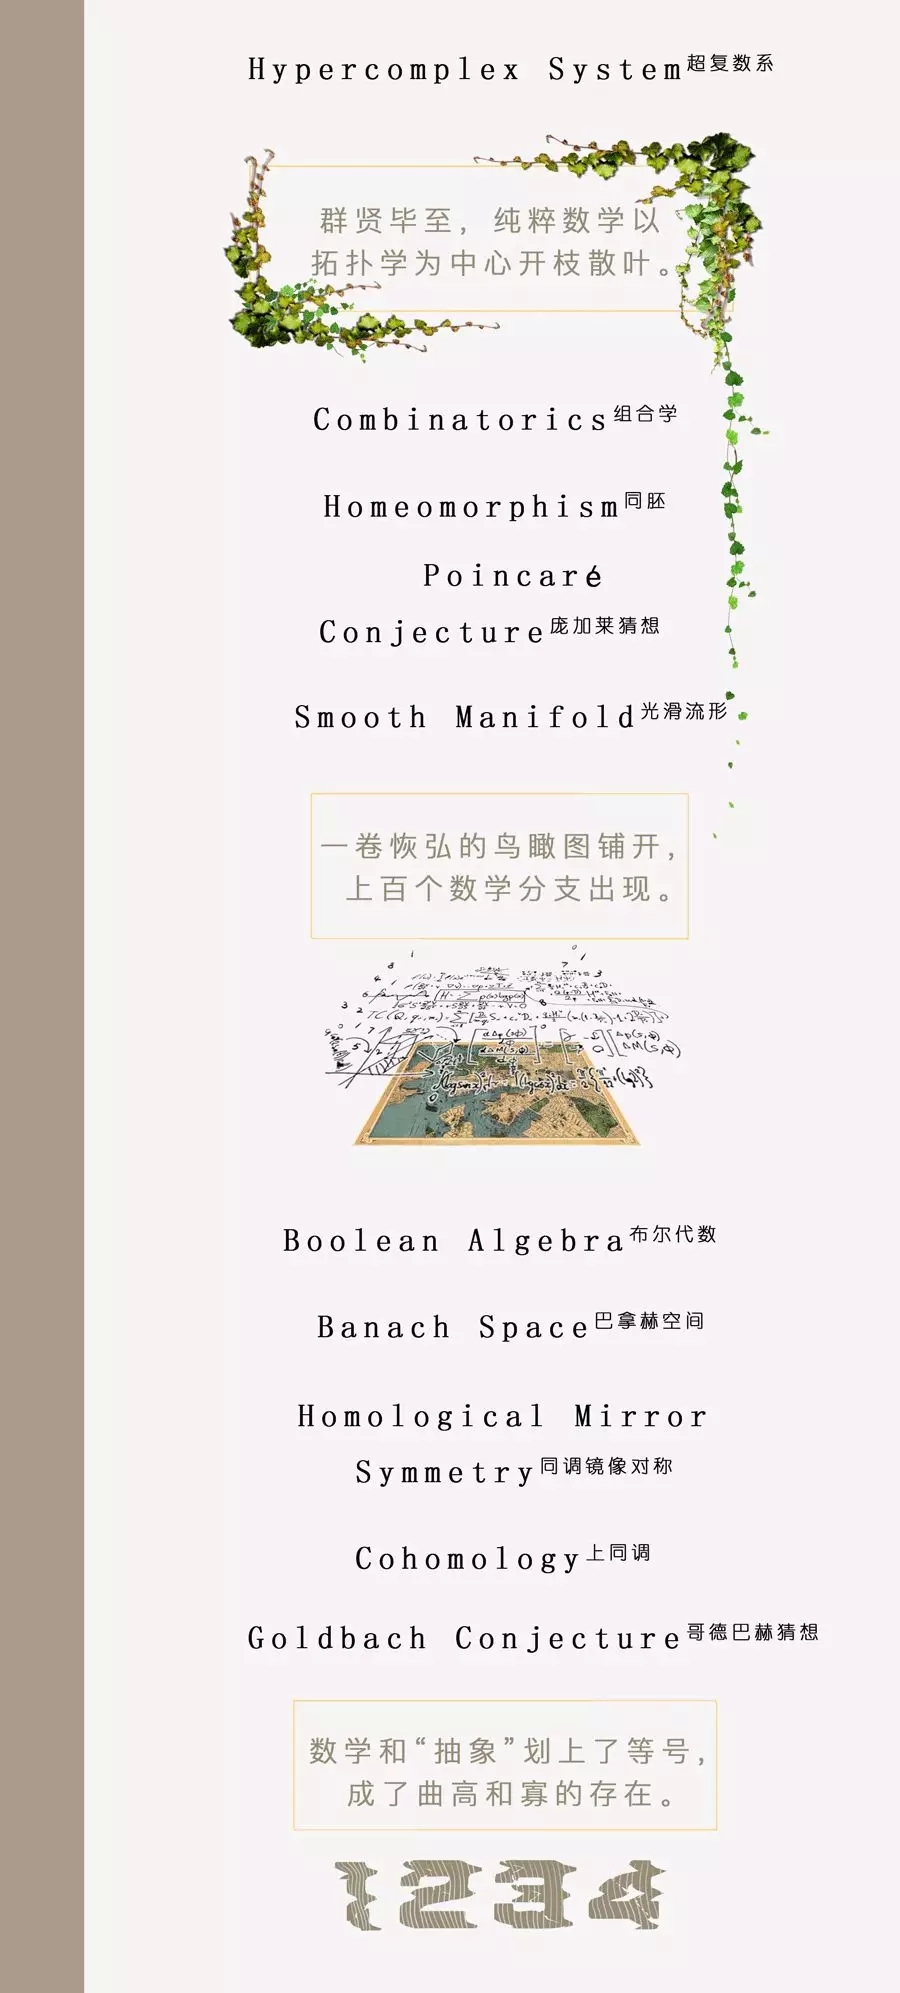 Hypercomplex System超复数系
群贤毕至，纯粹数学以
拓扑学为中心开枝散叶。
Combinatorics组合学
Homeomorphism同胚
Poincaré
Conjecture庞加莱猜想
Smooth Manifold光滑流形
一卷恢弘的鸟瞰图铺开，
上百个数学分支出现。
Boolean Algebra布尔代数
Banach Space巴拿赫空间
Homological Mirror
Symmetry同调镜像对称
Cohomology上同调
Goldbach Conjecture哥德巴赫猜想
数学和“抽象”划上了等号，
成了曲高和寡的存在。
1234